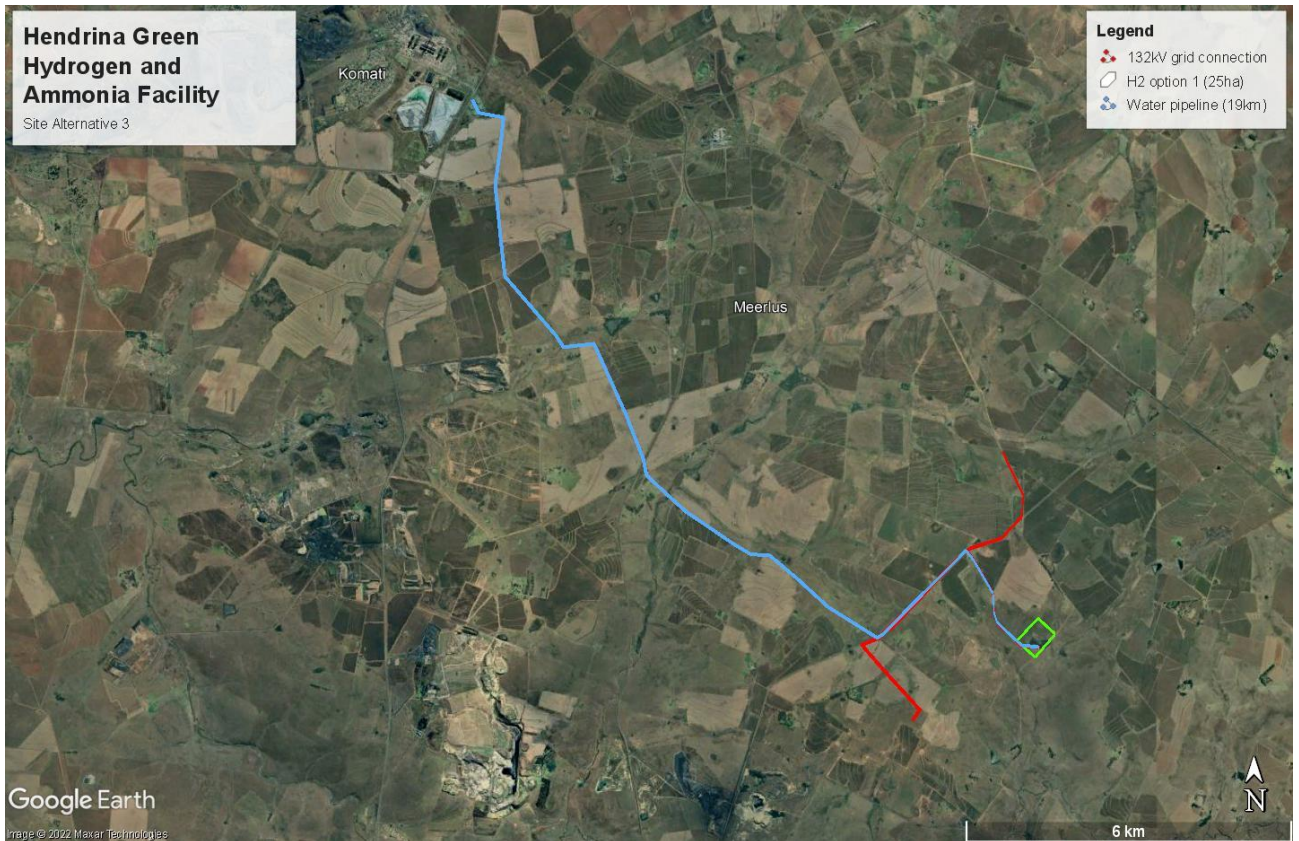 Hendrina Green
Hydrogen and
Ammonia Facility
Site Alternative 3
Legend
132kV grid connection
H2 option 1 (25ha)
Water pipeline (19km)
Komati
Meerlus
Google Earth
Image © 2022 Maxar Technologies
N
6 km